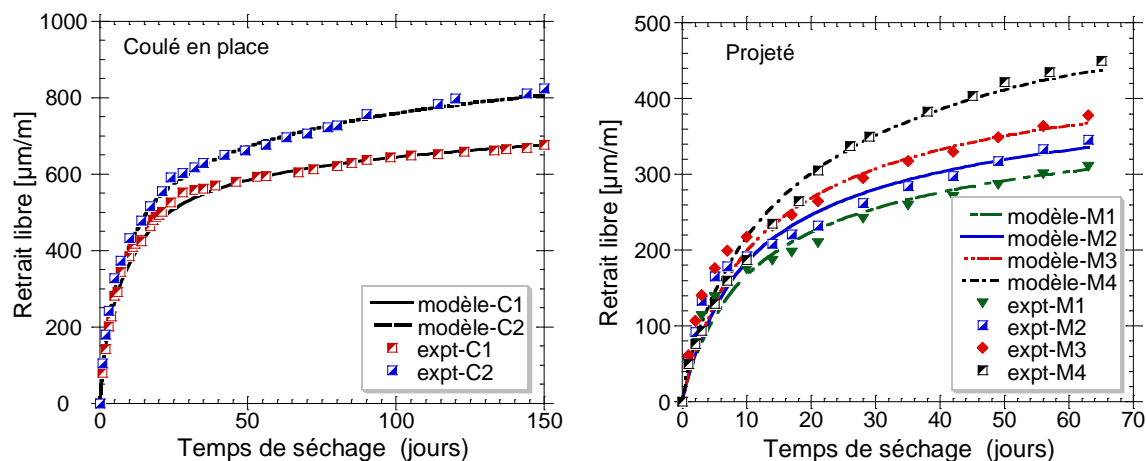 Coulé en place
Retrait libre [µm/m]
1000
800
600
400
200
0
0
50
100
150
Temps de séchage (jours)
modèle-C1
modèle-C2
expt-C1
expt-C2
Projeté
Retrait libre [µm/m]
500
400
300
200
100
0
0
10
20
30
40
50
60
70
Temps de séchage (jours)
modèle-M1
modèle-M2
modèle-M3
modèle-M4
expt-M1
expt-M2
expt-M3
expt-M4